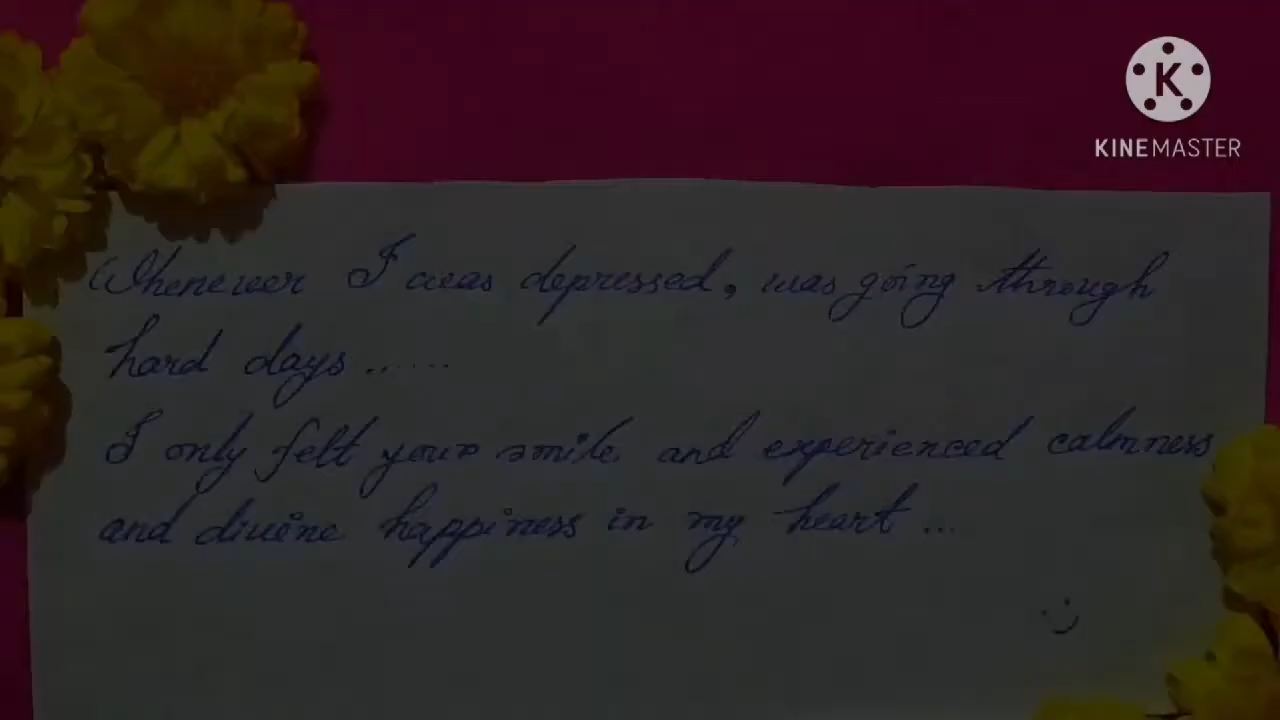 K
KINEMASTER
Whenever I was depressed, was going through
hard days ......
I only felt your smile and experienced calmness
and divine happiness in my heart ...